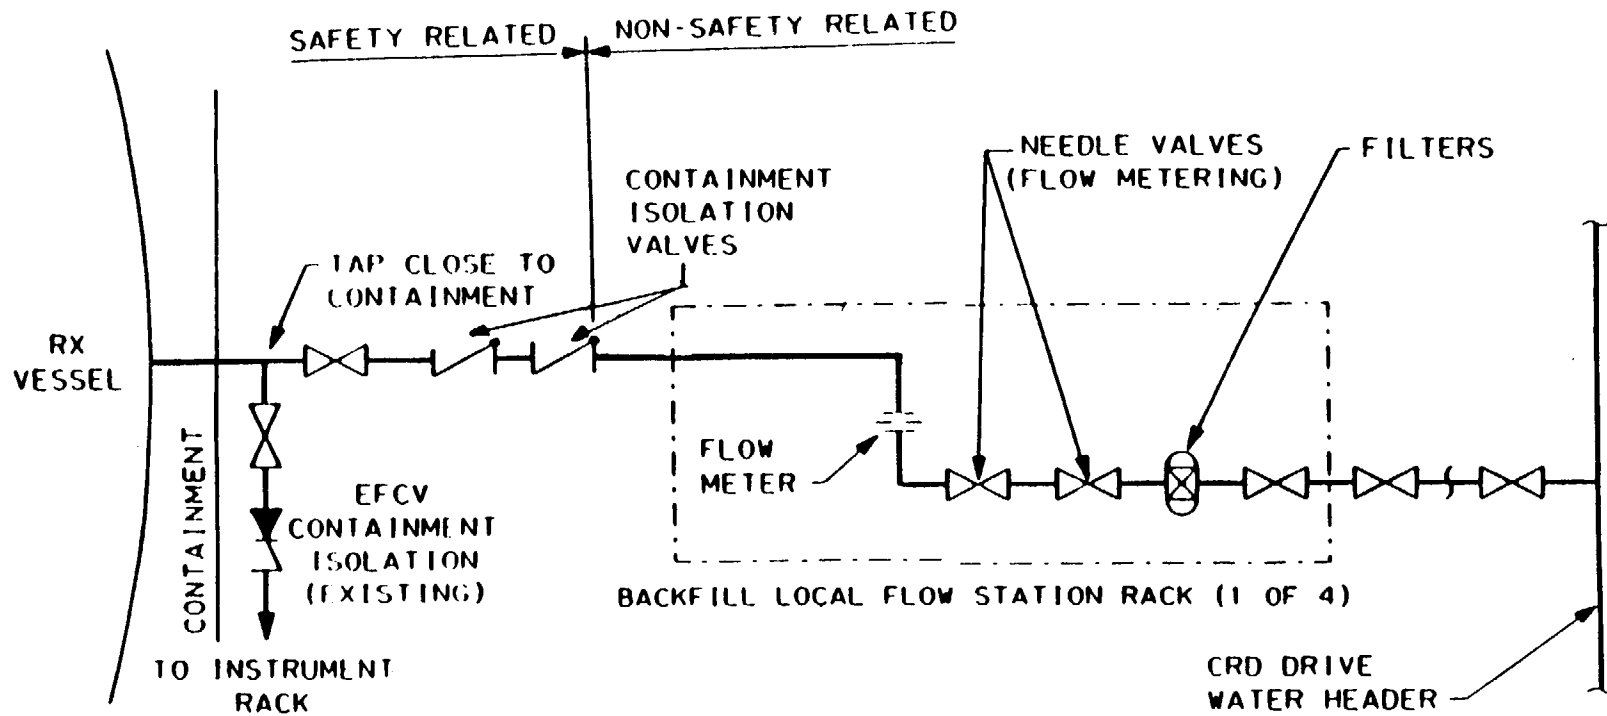 SAFETY RELATED
NON-SAFETY RELATED
CONTAINMENT
ISOLATION
VALVES
NEEDLE VALVES
(FLOW METERING)
FILTERS
TAP CLOSE TO
CONTAINMENT
RX
VESSEL
CONTAINMENT
EFCV
CONTAINMENT
ISOLATION
(EXISTING)
FLOW
METER
BACKFILL LOCAL FLOW STATION RACK (1 OF 4)
TO INSTRUMENT
RACK
CRD DRIVE
WATER HEADER